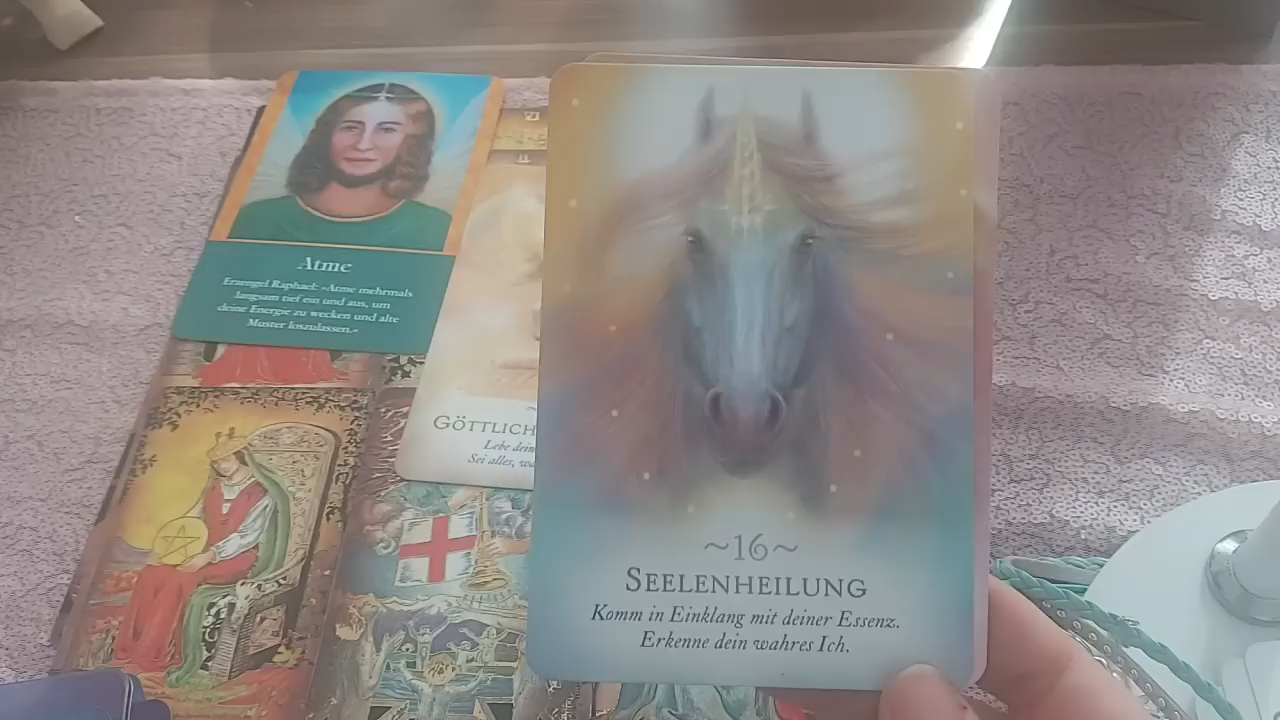 Atme
Erzengel Raphael: «Atme mehrmals
langsam tief ein und aus, um
deine Energie zu wecken und alte
Muster loszulassen.»
GÖTTLICH
Lebe dein
Sei alles,
~16~
SEELENHEILUNG
Komm in Einklang mit deiner Essenz.
Erkenne dein wahres Ich.